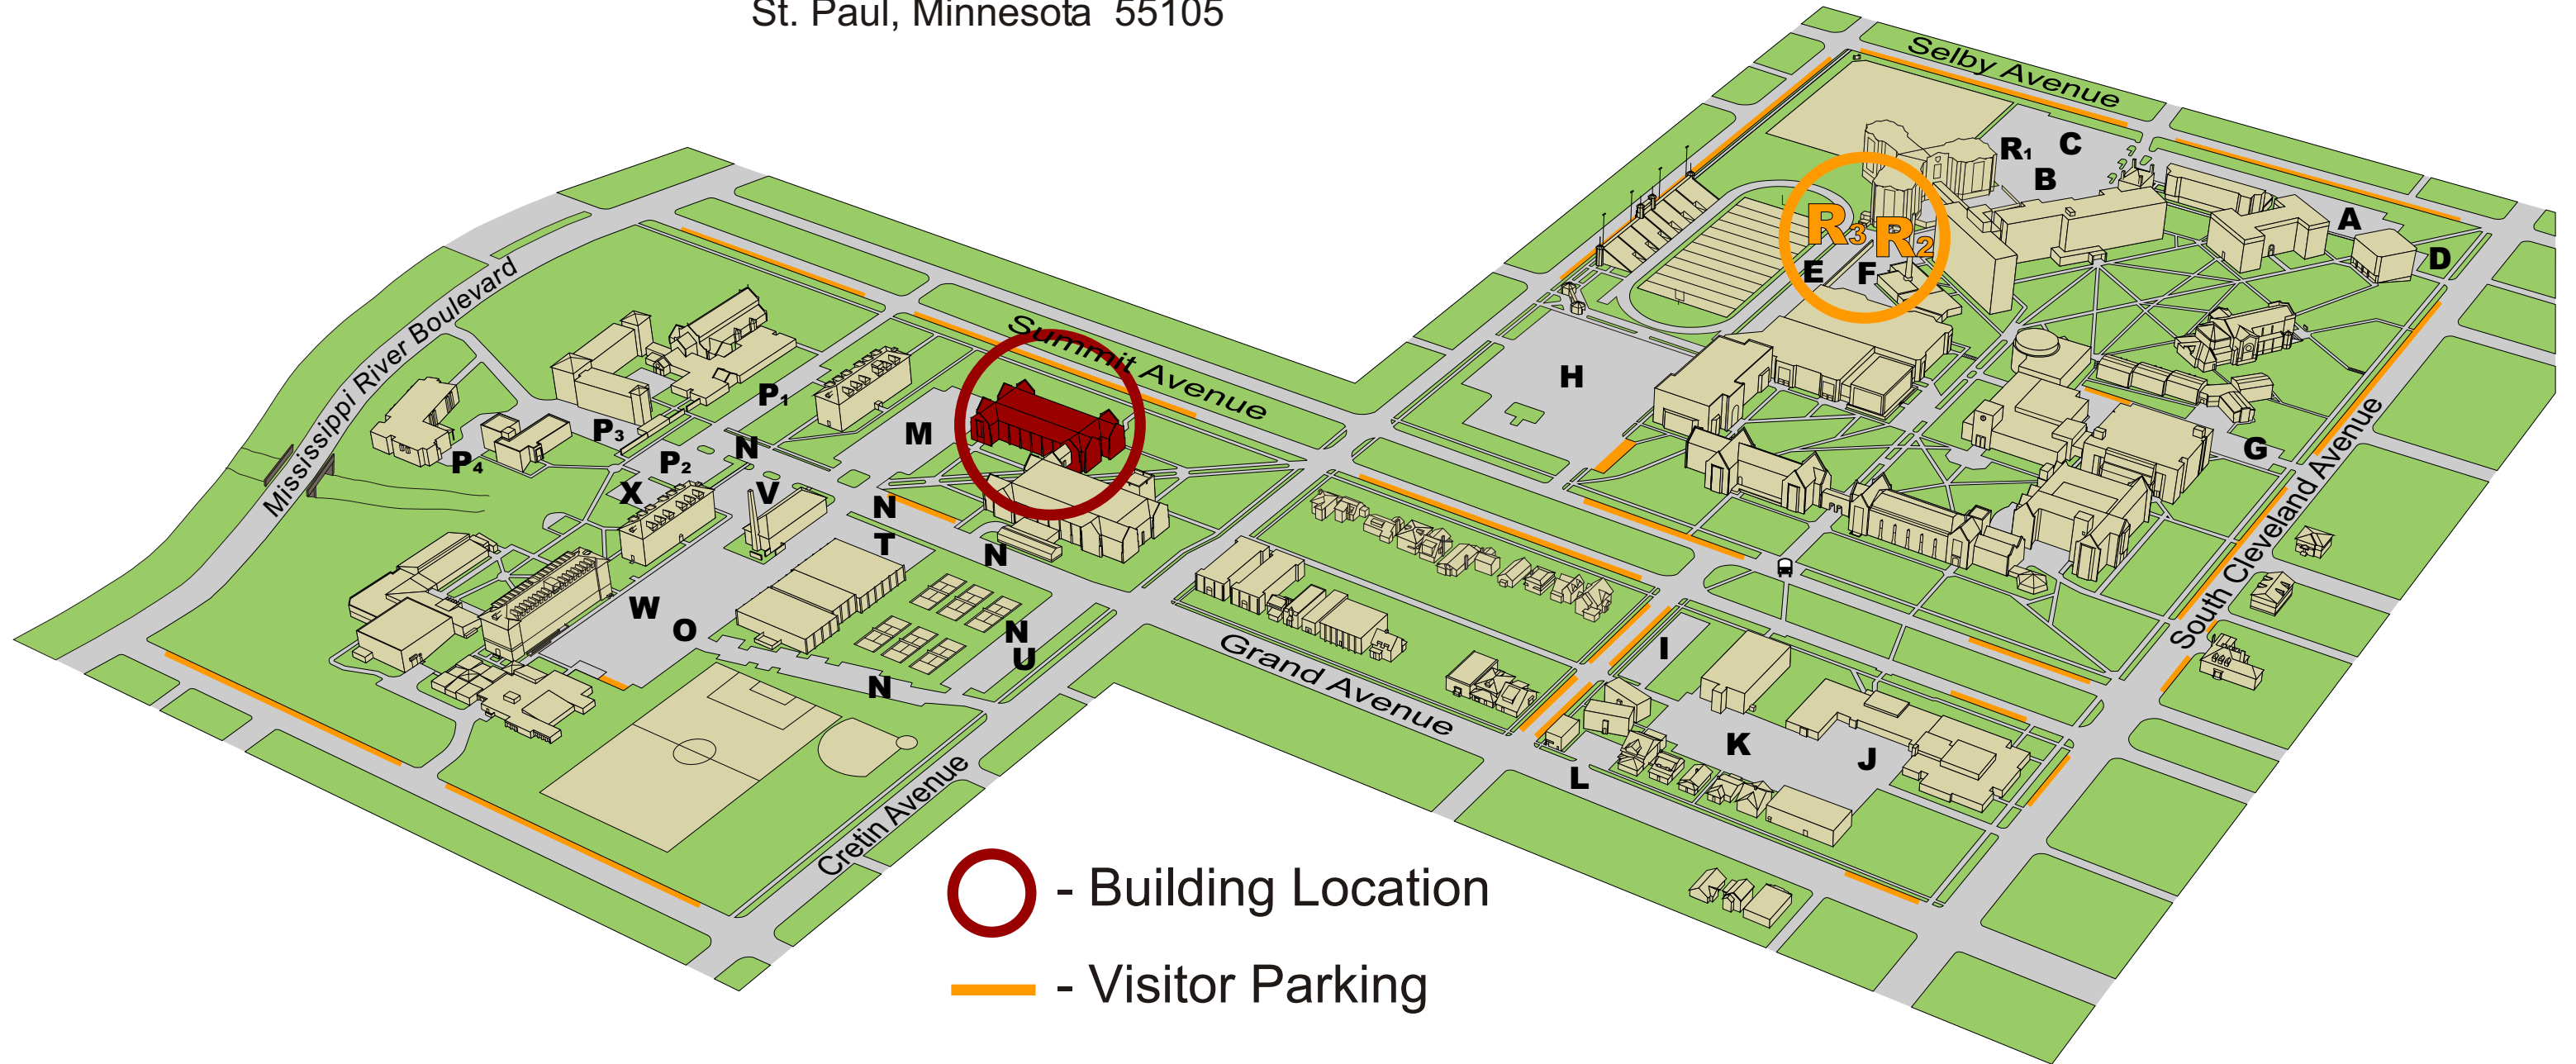 St. Paul, Minnesota 55105
Selby Avenue
C
R1
B
A
D
R3
R2
E
F
Mississippi River Boulevard
Summit Avenue
H
P1
M
P3
N
P4
P2
G
South Cleveland Avenue
X
V
N
T
N
W
O
N
U
N
I
Grand Avenue
K
J
L
Cretin Avenue
- Building Location
- Visitor Parking